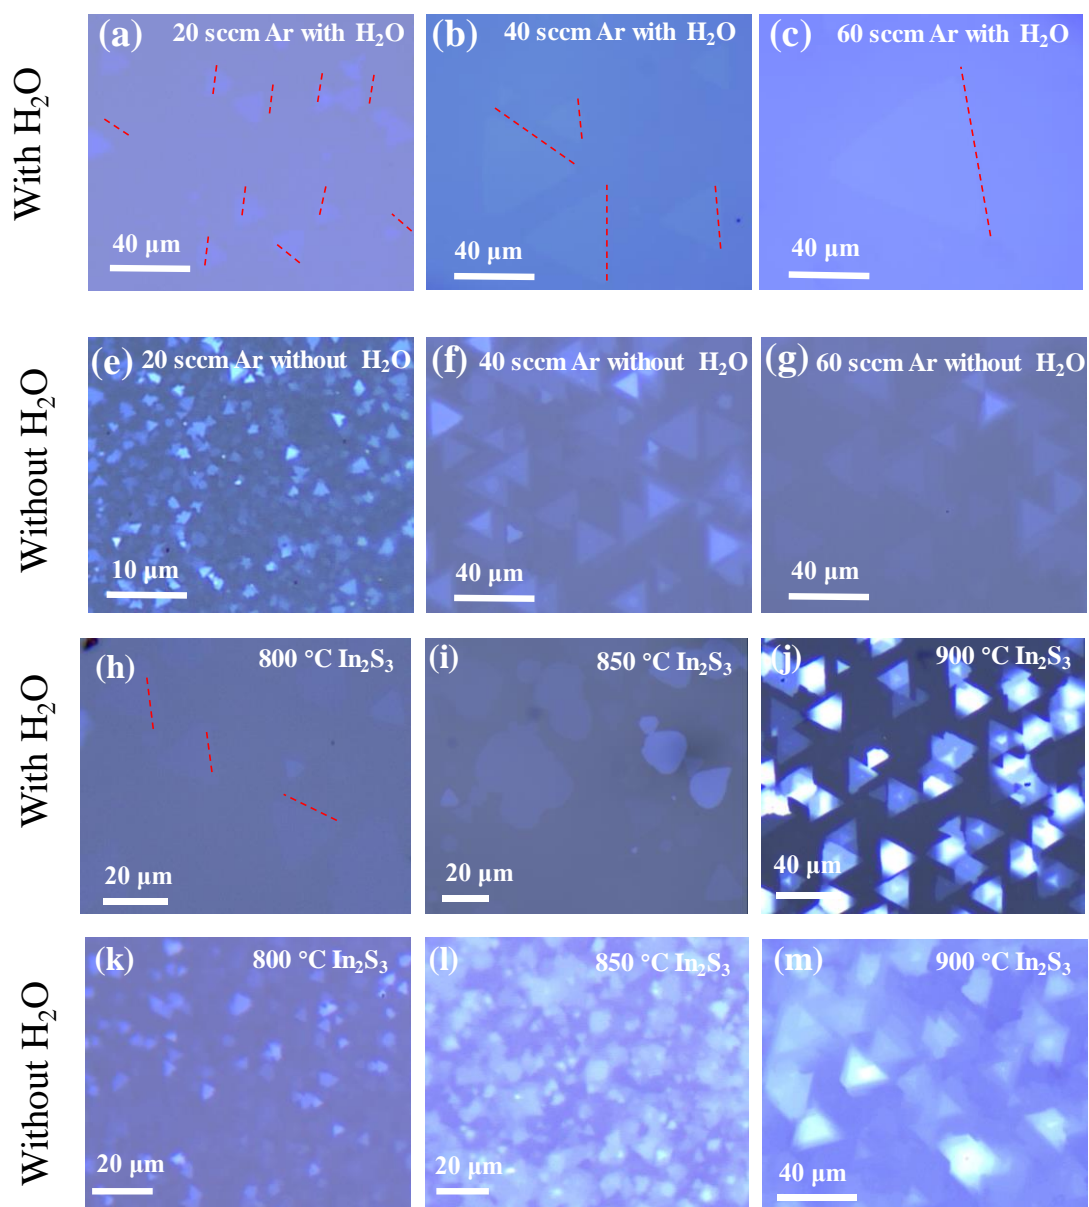 With H₂O
(a) 20 sccm Ar with H₂O
40 μm
(b) 40 sccm Ar with H₂O
40 μm
(c) 60 sccm Ar with H₂O
40 μm
Without H₂O
(e) 20 sccm Ar without H₂O
10 μm
(f) 40 sccm Ar without H₂O
40 μm
(g) 60 sccm Ar without H₂O
40 μm
With H₂O
(h) 800 °C In₂S₃
20 μm
(i) 850 °C In₂S₃
20 μm
(j) 900 °C In₂S₃
40 μm
Without H₂O
(k) 800 °C In₂S₃
20 μm
(l) 850 °C In₂S₃
20 μm
(m) 900 °C In₂S₃
40 μm